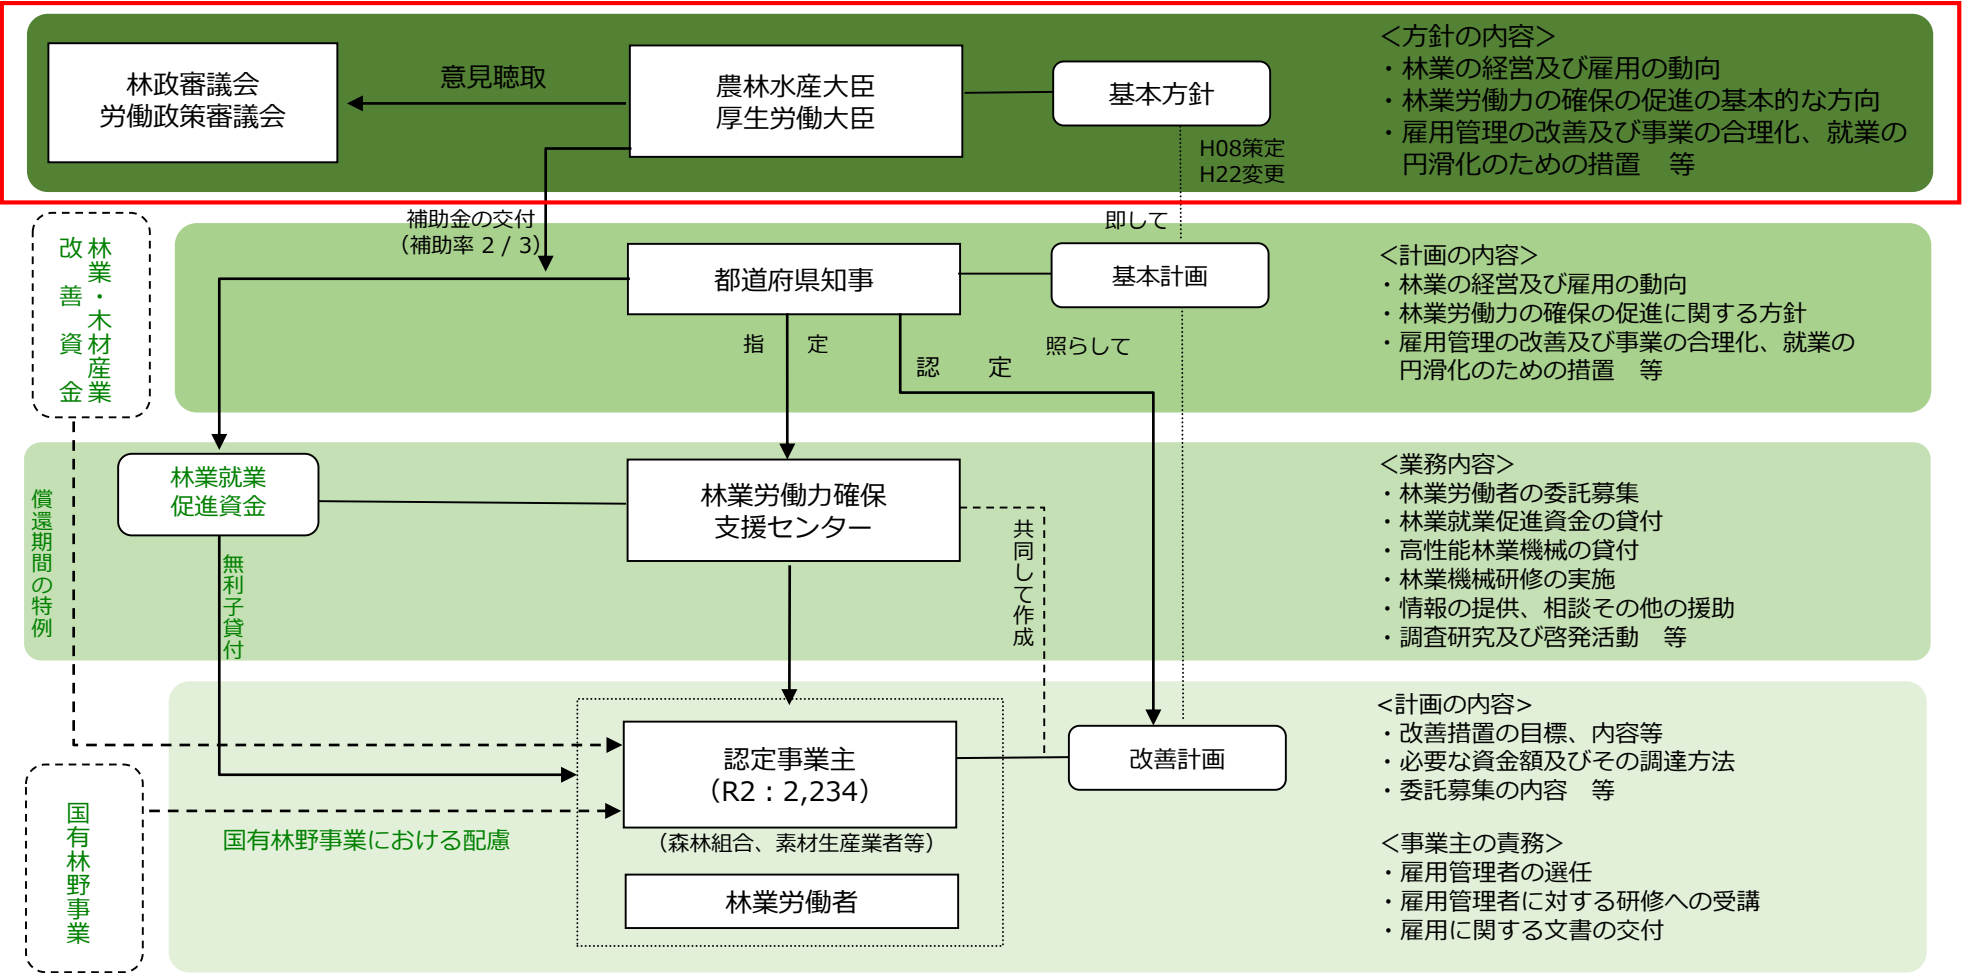 林政審議会
労働政策審議会
意見聴取
農林水産大臣
厚生労働大臣
基本方針
H08策定
H22変更
＜方針の内容＞
・林業の経営及び雇用の動向
・林業労働力の確保の促進の基本的な方向
・雇用管理の改善及び事業の合理化、就業の
円滑化のための措置　等
補助金の交付
（補助率２/３）
即して
林業・木材産業
改善資金
都道府県知事
基本計画
指　定
認　定
照らして
＜計画の内容＞
・林業の経営及び雇用の動向
・林業労働力の確保の促進に関する方針
・雇用管理の改善及び事業の合理化、就業の
円滑化のための措置　等
償還期間の特例
林業就業
促進資金
無利子貸付
林業労働力確保
支援センター
共同して作成
＜業務内容＞
・林業労働者の委託募集
・林業就業促進資金の貸付
・高性能林業機械の貸付
・林業機械研修の実施
・情報の提供、相談その他の援助
・調査研究及び啓発活動　等
認定事業主
（R2：2,234）
（森林組合、素材生産業者等）
林業労働者
改善計画
国有林野事業
国有林野事業における配慮
<計画の内容>
・改善措置の目標、内容等
・必要な資金額及びその調達方法
・委託募集の内容　等
＜事業主の責務＞
・雇用管理者の選任
・雇用管理者に対する研修への受講
・雇用に関する文書の交付